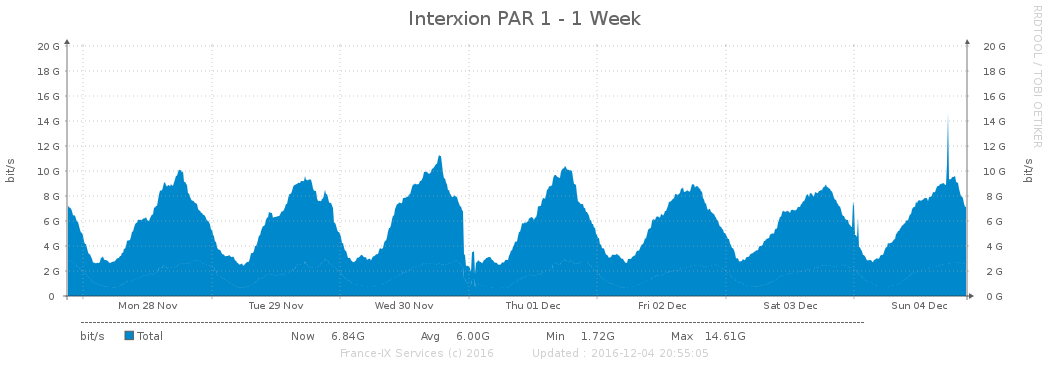 Interxion PAR 1 - 1 Week
RRDTOOL / TOBI OETIKER
20 G 20 G
18 G 18 G
16 G 16 G
14 G 14 G
12 G 12 G
10 G 10 G
8 G 8 G
6 G 6 G
4 G 4 G
2 G 2 G
0 0 G
bit/s
bit/s
Mon 28 Nov Tue 29 Nov Wed 30 Nov Thu 01 Dec Fri 02 Dec Sat 03 Dec Sun 04 Dec
bit/s Total Now 6.84G Avg 6.00G Min 1.72G Max 14.61G
France-IX Services (c) 2016 Updated : 2016-12-04 20:55:05